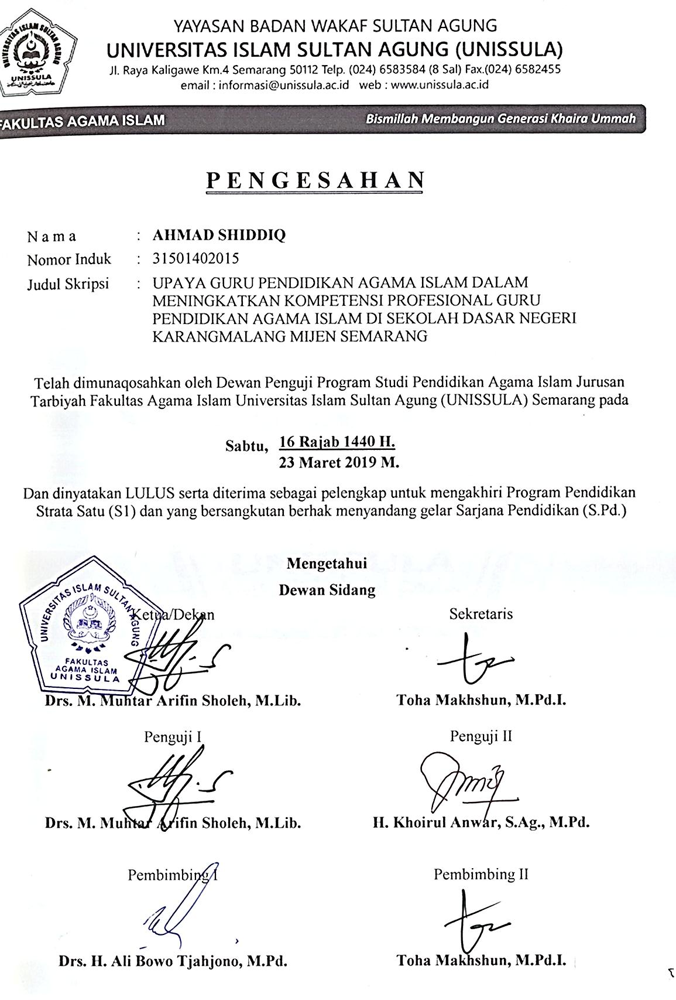 YAYASAN BADAN WAKAF SULTAN AGUNG
UNIVERSITAS ISLAM SULTAN AGUNG (UNISSULA)
Jl. Raya Kaligawe Km.4 Semarang 50112 Telp. (024) 6583584 (8 Sal) Fax.(024) 6582455
email : informasi@unissula.ac.id web : www.unissula.ac.id
UNIVERSITAS ISLAM SULTAN AGUNG
UNISSULA
FAKULTAS AGAMA ISLAM
Bismillah Membangun Generasi Khaira Ummah
PENGESAHAN
Nama : AHMAD SHIDDIQ
Nomor Induk : 31501402015
Judul Skripsi : UPAYA GURU PENDIDIKAN AGAMA ISLAM DALAM
MENINGKATKAN KOMPETENSI PROFESIONAL GURU
PENDIDIKAN AGAMA ISLAM DI SEKOLAH DASAR NEGERI
KARANGMALANG MIJEN SEMARANG
Telah dimunaqosahkan oleh Dewan Penguji Program Studi Pendidikan Agama Islam Jurusan
Tarbiyah Fakultas Agama Islam Universitas Islam Sultan Agung (UNISSULA) Semarang pada
Sabtu, 16 Rajab 1440 H.
23 Maret 2019 M.
Dan dinyatakan LULUS serta diterima sebagai pelengkap untuk mengakhiri Program Pendidikan
Strata Satu (S1) dan yang bersangkutan berhak menyandang gelar Sarjana Pendidikan (S.Pd.)
Mengetahui
Dewan Sidang
UNIVERSITAS ISLAM SULTAN AGUNG
FAKULTAS
AGAMA ISLAM
UNISSULA
Ketua/Dekan
Sekretaris
Drs. M. Muhtar Arifin Sholeh, M.Lib.
Toha Makhshun, M.Pd.I.
Penguji I
Penguji II
Drs. M. Muhtar Arifin Sholeh, M.Lib.
H. Khoirul Anwar, S.Ag., M.Pd.
Pembimbing I
Pembimbing II
Drs. H. Ali Bowo Tjahjono, M.Pd.
Toha Makhshun, M.Pd.I.